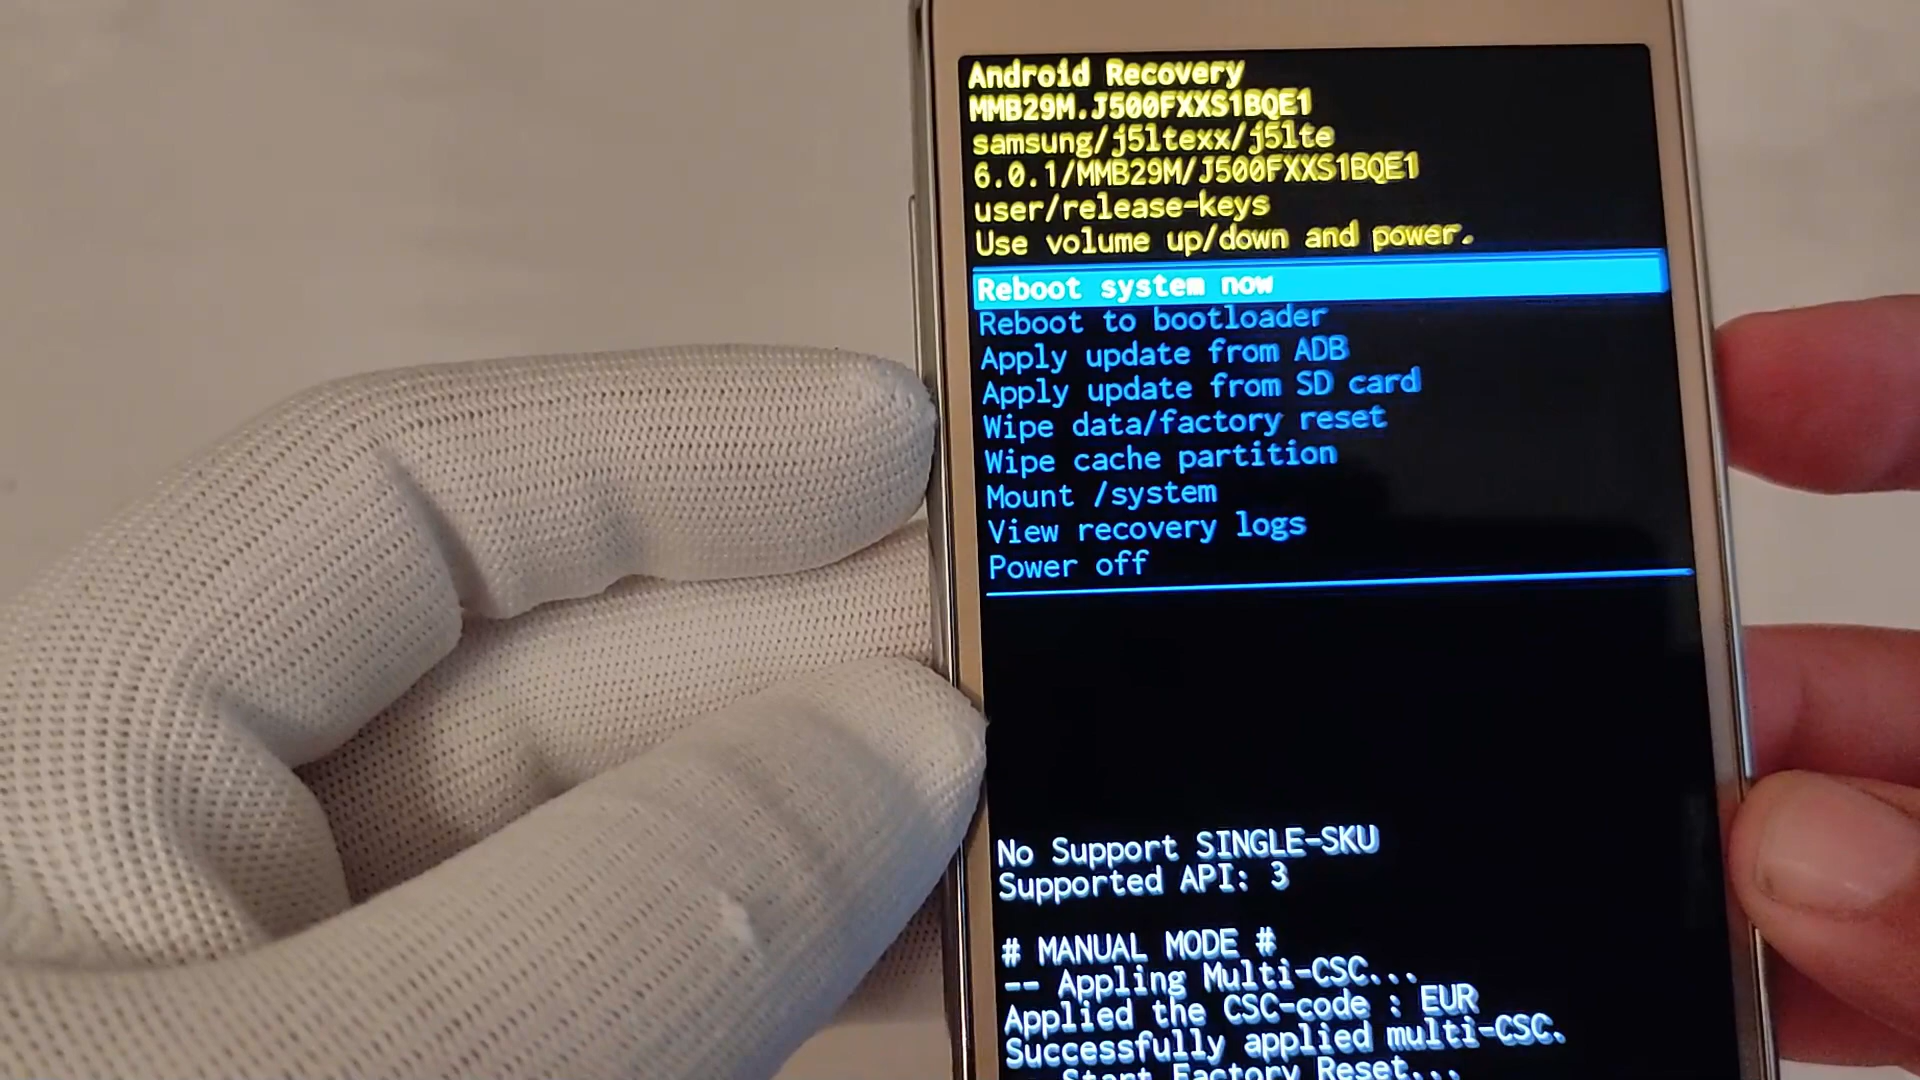 Android Recovery
MMB29M.J500FXXS1BQE1
samsung/j5ltexx/j5lte
6.0.1/MMB29M/J500FXXS1BQE1
user/release-keys
Use volume up/down and power.
Reboot system now
Reboot to bootloader
Apply update from ADB
Apply update from SD card
Wipe data/factory reset
Wipe cache partition
Mount /system
View recovery logs
Power off
No Support SINGLE-SKU
Supported API: 3
# MANUAL MODE #
-- Appling Multi-CSC...
Applied the CSC-code : EUR
Successfully applied multi-CSC.
Start Factory Reset...